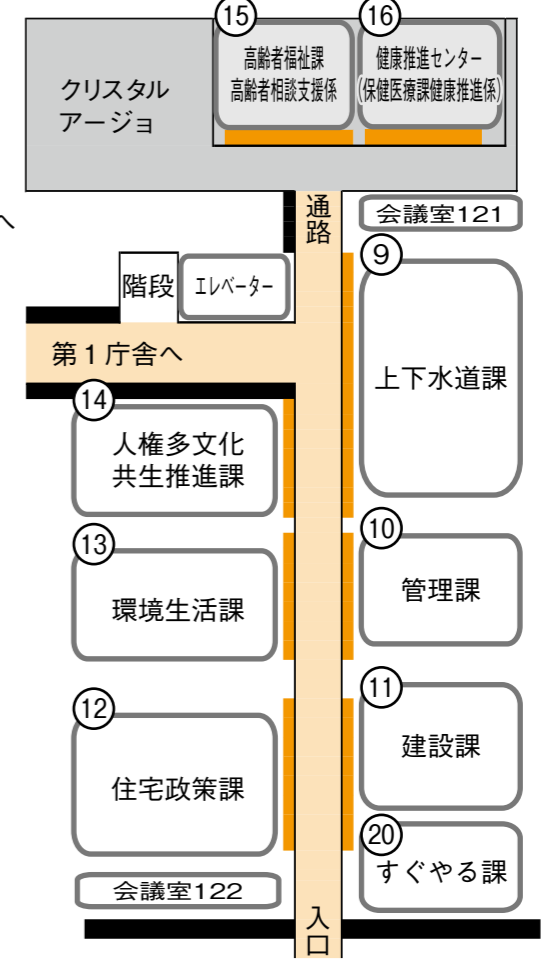 ⑮
高齢者福祉課
高齢者相談支援係
⑯
健康推進センター
(保健医療課健康推進係)
クリスタル
アージョ
へ
通路
会議室121
⑨
上下水道課
階段
エレベーター
第1庁舎へ
⑭
人権多文化
共生推進課
⑬
環境生活課
⑩
管理課
⑪
建設課
⑫
住宅政策課
⑳
すぐやる課
会議室122
入口